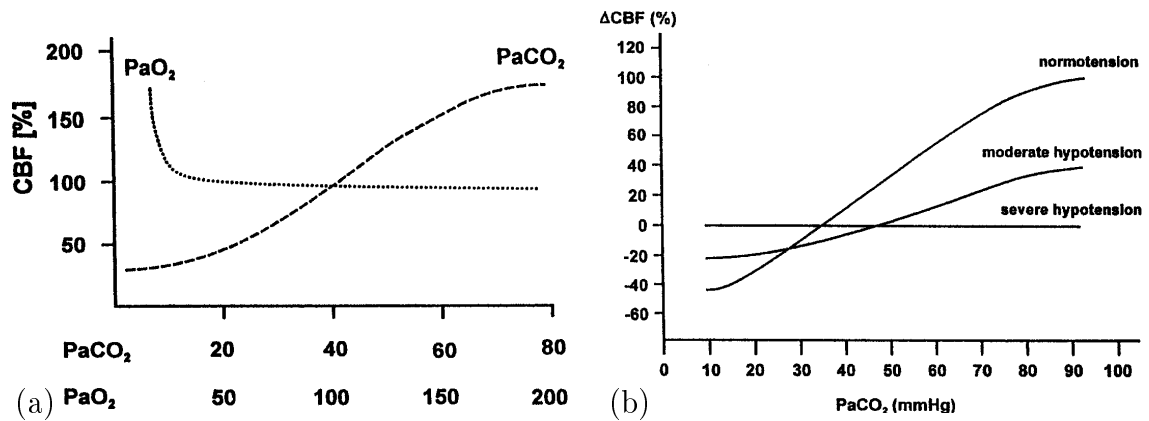 CBF [%]
200
150
100
50
PaO₂
PaCO₂
PaCO₂ 20 40 60 80
PaO₂ 50 100 150 200
(a)
ΔCBF (%)
120
100
80
60
40
20
0
-20
-40
-60
normotension
moderate hypotension
severe hypotension
0 10 20 30 40 50 60 70 80 90 100
PaCO₂ (mmHg)
(b)